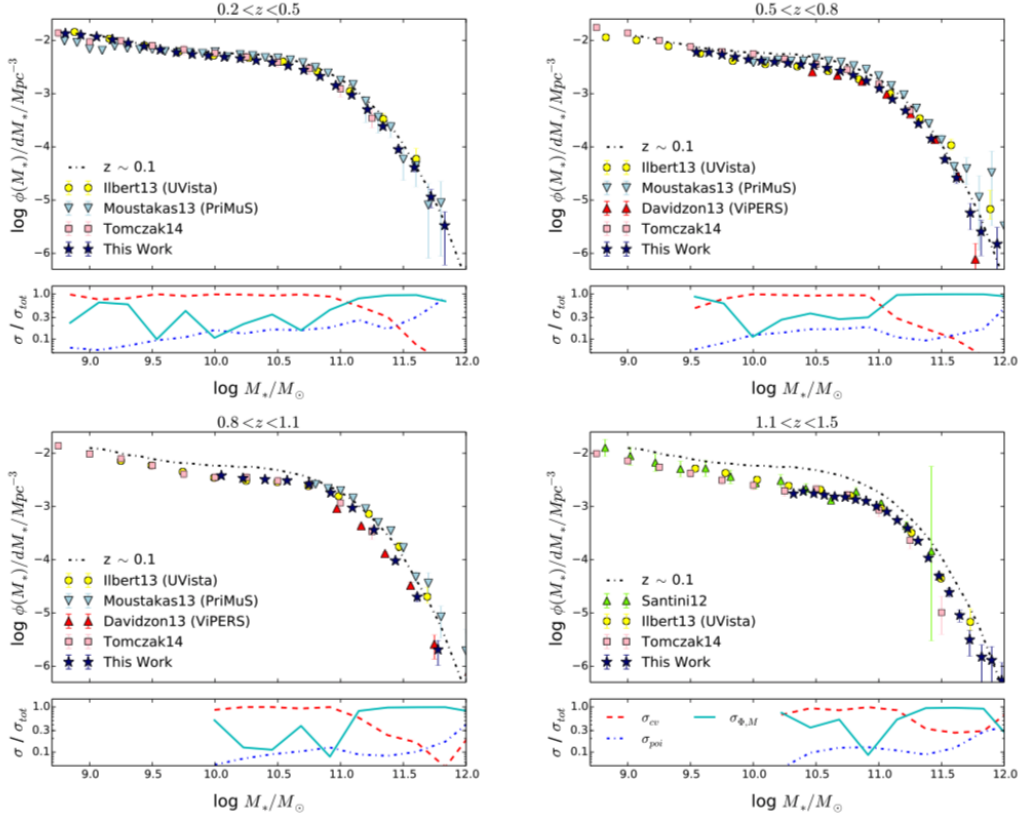 0.2 < z < 0.5
log ϕ(M*)/dM*/Mpc⁻³
−2
−3
−4
−5
−6
z ∼ 0.1
Ilbert13 (UVista)
Moustakas13 (PriMuS)
Tomczak14
This Work
σ / σ_tot
1.0
0.3
0.1
9.0 9.5 10.0 10.5 11.0 11.5 12.0
log M*/M⊙
0.5 < z < 0.8
log ϕ(M*)/dM*/Mpc⁻³
−2
−3
−4
−5
−6
z ∼ 0.1
Ilbert13 (UVista)
Moustakas13 (PriMuS)
Davidzon13 (ViPERS)
Tomczak14
This Work
σ / σ_tot
1.0
0.3
0.1
9.0 9.5 10.0 10.5 11.0 11.5 12.0
log M*/M⊙
0.8 < z < 1.1
log ϕ(M*)/dM*/Mpc⁻³
−2
−3
−4
−5
−6
z ∼ 0.1
Ilbert13 (UVista)
Moustakas13 (PriMuS)
Davidzon13 (ViPERS)
Tomczak14
This Work
σ / σ_tot
1.0
0.3
0.1
9.0 9.5 10.0 10.5 11.0 11.5 12.0
log M*/M⊙
1.1 < z < 1.5
log ϕ(M*)/dM*/Mpc⁻³
−2
−3
−4
−5
−6
z ∼ 0.1
Santini12
Ilbert13 (UVista)
Tomczak14
This Work
σ / σ_tot
1.0
0.3
0.1
σ_cv σ_Φ,M
σ_poi
9.0 9.5 10.0 10.5 11.0 11.5 12.0
log M*/M⊙